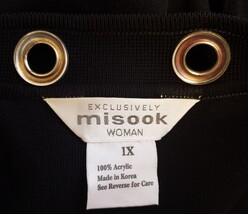 EXCLUSIVELY
misook
WOMAN
1X
100% Acrylic
Made in Korea
See Reverse for Care